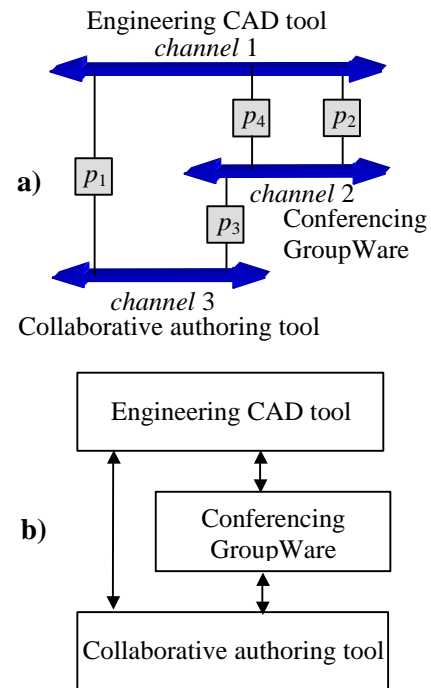 Engineering CAD tool
channel 1
p4
p2
a)
p1
channel 2
p3
Conferencing
GroupWare
channel 3
Collaborative authoring tool
Engineering CAD tool
b)
Conferencing
GroupWare
Collaborative authoring tool